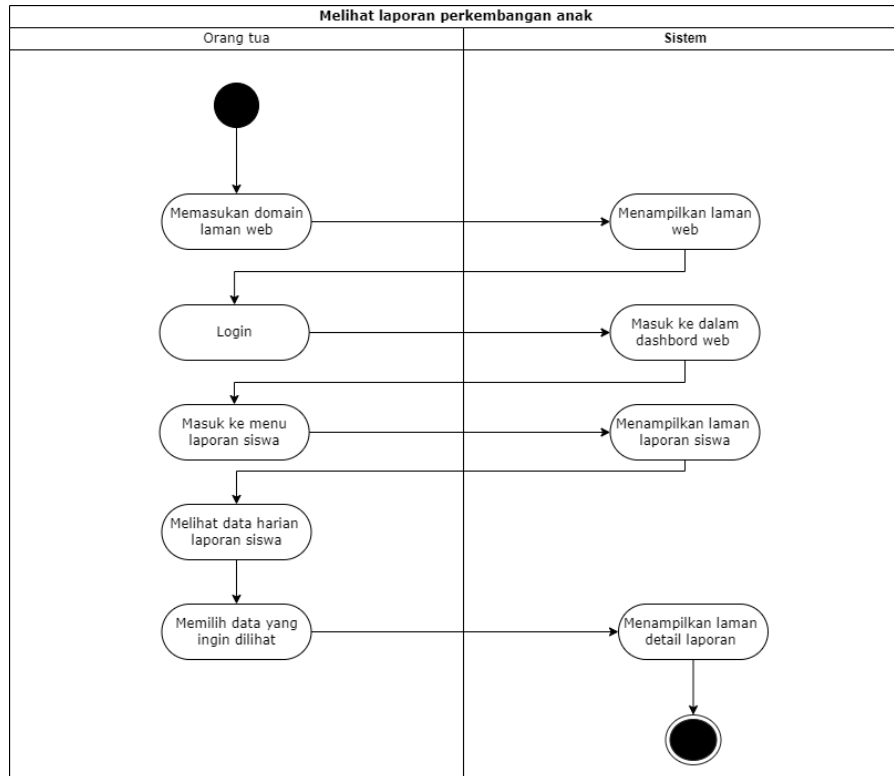 Melihat laporan perkembangan anak
Orang tua
Sistem
Memasukan domain
laman web
Menampilkan laman
web
Login
Masuk ke dalam
dashbord web
Masuk ke menu
laporan siswa
Menampilkan laman
laporan siswa
Melihat data harian
laporan siswa
Memilih data yang
ingin dilihat
Menampilkan laman
detail laporan